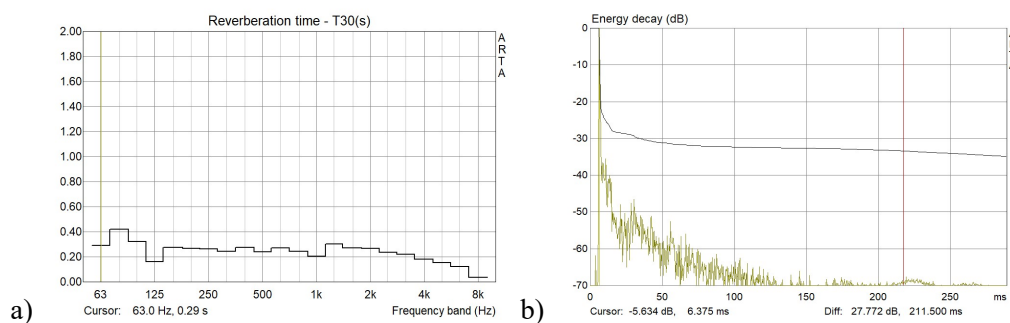 Reverberation time - T30(s)
2.00
1.80
1.60
1.40
1.20
1.00
0.80
0.60
0.40
0.20
0.00
A
R
T
A
63
125
250
500
1k
2k
4k
8k
Cursor: 63.0 Hz, 0.29 s
Frequency band (Hz)
a)
Energy decay (dB)
0
-10
-20
-30
-40
-50
-60
-70
0
50
100
150
200
250
ms
Cursor: -5.634 dB, 6.375 ms
Diff: 27.772 dB, 211.500 ms
b)